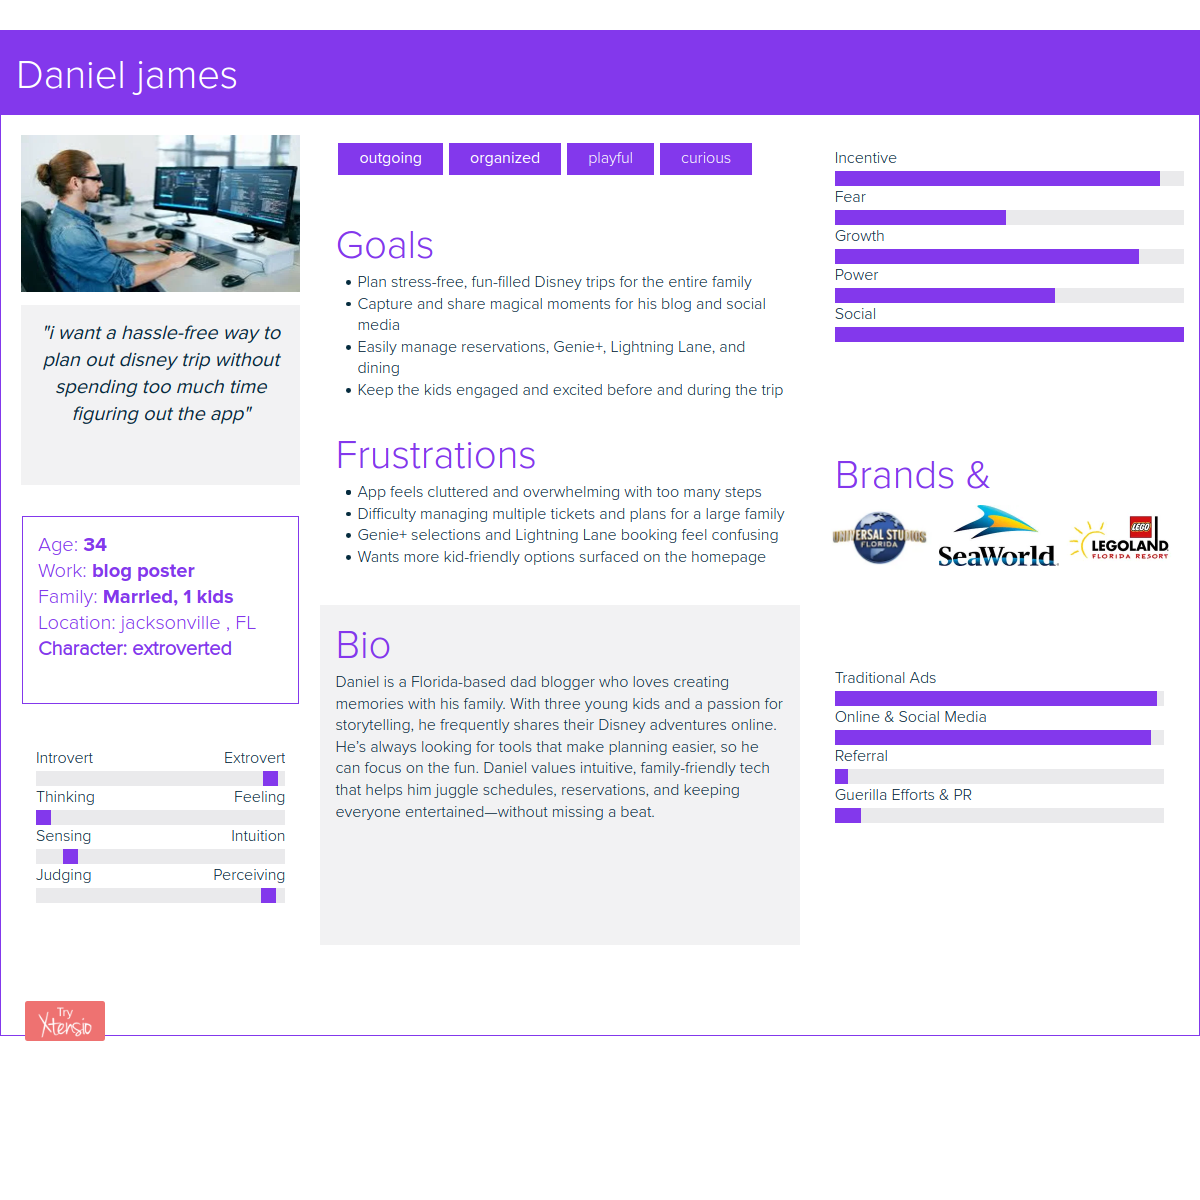 Daniel james
"i want a hassle-free way to
plan out disney trip without
spending too much time
figuring out the app"
Age: 34
Work: blog poster
Family: Married, 1 kids
Location: jacksonville , FL
Character: extroverted
Introvert Extrovert
Thinking Feeling
Sensing Intuition
Judging Perceiving
outgoing organized playful curious
Goals
Plan stress-free, fun-filled Disney trips for the entire family
Capture and share magical moments for his blog and social
media
Easily manage reservations, Genie+, Lightning Lane, and
dining
Keep the kids engaged and excited before and during the trip
Frustrations
App feels cluttered and overwhelming with too many steps
Difficulty managing multiple tickets and plans for a large family
Genie+ selections and Lightning Lane booking feel confusing
Wants more kid-friendly options surfaced on the homepage
Bio
Daniel is a Florida-based dad blogger who loves creating
memories with his family. With three young kids and a passion for
storytelling, he frequently shares their Disney adventures online.
He’s always looking for tools that make planning easier, so he
can focus on the fun. Daniel values intuitive, family-friendly tech
that helps him juggle schedules, reservations, and keeping
everyone entertained—without missing a beat.
Incentive
Fear
Growth
Power
Social
Brands &
UNIVERSAL STUDIOS
FLORIDA
SeaWorld
LEGO
LEGOLAND
FLORIDA RESORT
Traditional Ads
Online & Social Media
Referral
Guerilla Efforts & PR
Try
Xtensio